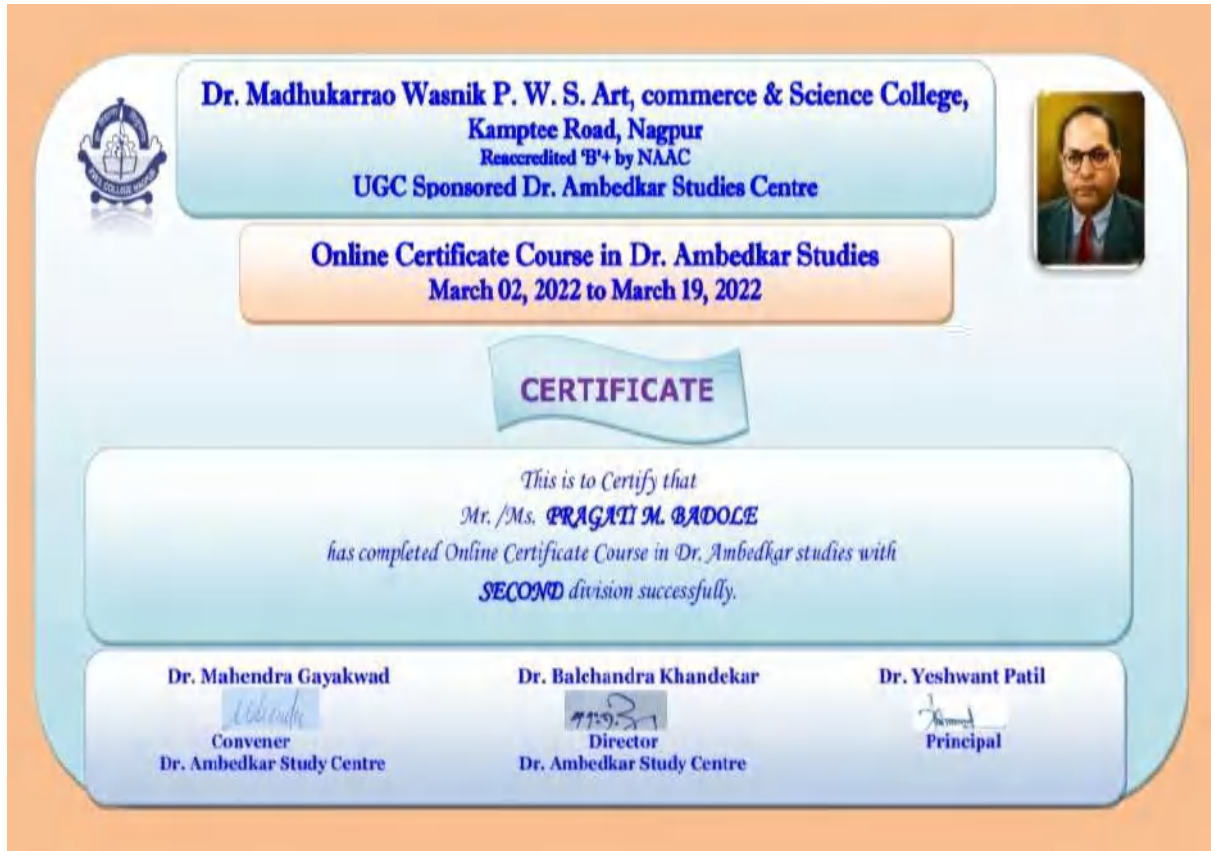 Dr. Madhukarrao Wasnik P. W. S. Art, commerce & Science College,
Kamptee Road, Nagpur
Reaccredited 'B'+ by NAAC
UGC Sponsored Dr. Ambedkar Studies Centre
Online Certificate Course in Dr. Ambedkar Studies
March 02, 2022 to March 19, 2022
CERTIFICATE
This is to Certify that
Mr. /Ms. PRAGATI M. BADOLE
has completed Online Certificate Course in Dr. Ambedkar studies with
SECOND division successfully.
Dr. Mahendra Gayakwad
Dr. Balchandra Khandekar
Dr. Yeshwant Patil
Convener
Director
Principal
Dr. Ambedkar Study Centre
Dr. Ambedkar Study Centre